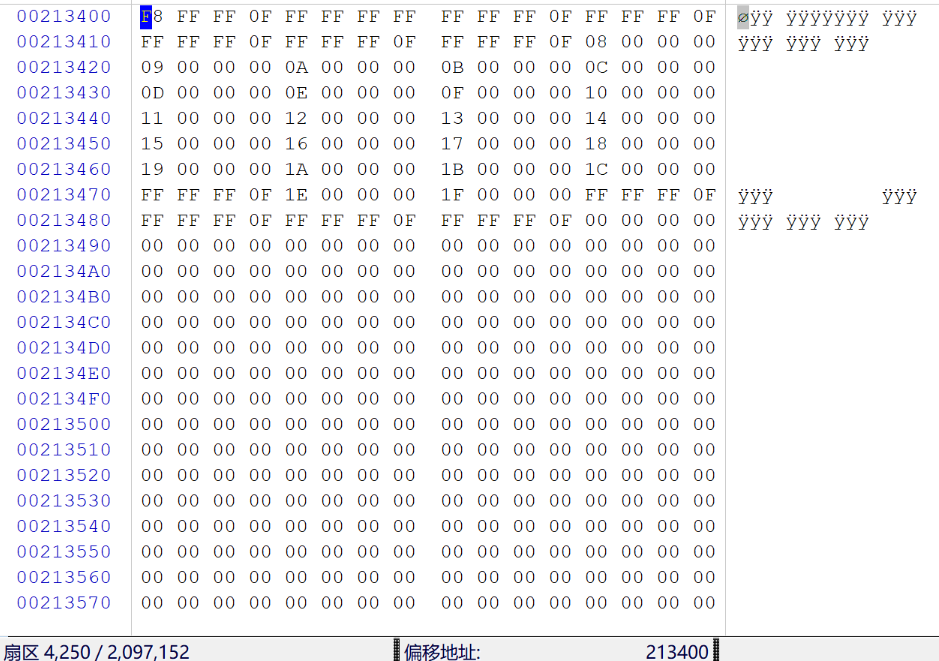 00213400 F8 FF FF 0F FF FF FF FF FF FF FF 0F FF FF FF 0F øÿÿ ÿÿÿÿÿÿÿ ÿÿÿ
00213410 FF FF FF 0F FF FF FF 0F FF FF FF 0F 08 00 00 00 ÿÿÿ ÿÿÿ ÿÿÿ
00213420 09 00 00 00 0A 00 00 00 0B 00 00 00 0C 00 00 00
00213430 0D 00 00 00 0E 00 00 00 0F 00 00 00 10 00 00 00
00213440 11 00 00 00 12 00 00 00 13 00 00 00 14 00 00 00
00213450 15 00 00 00 16 00 00 00 17 00 00 00 18 00 00 00
00213460 19 00 00 00 1A 00 00 00 1B 00 00 00 1C 00 00 00
00213470 FF FF FF 0F 1E 00 00 00 1F 00 00 00 FF FF FF 0F ÿÿÿ ÿÿÿ
00213480 FF FF FF 0F FF FF FF 0F FF FF FF 0F 00 00 00 00 ÿÿÿ ÿÿÿ ÿÿÿ
00213490 00 00 00 00 00 00 00 00 00 00 00 00 00 00 00 00
002134A0 00 00 00 00 00 00 00 00 00 00 00 00 00 00 00 00
002134B0 00 00 00 00 00 00 00 00 00 00 00 00 00 00 00 00
002134C0 00 00 00 00 00 00 00 00 00 00 00 00 00 00 00 00
002134D0 00 00 00 00 00 00 00 00 00 00 00 00 00 00 00 00
002134E0 00 00 00 00 00 00 00 00 00 00 00 00 00 00 00 00
002134F0 00 00 00 00 00 00 00 00 00 00 00 00 00 00 00 00
00213500 00 00 00 00 00 00 00 00 00 00 00 00 00 00 00 00
00213510 00 00 00 00 00 00 00 00 00 00 00 00 00 00 00 00
00213520 00 00 00 00 00 00 00 00 00 00 00 00 00 00 00 00
00213530 00 00 00 00 00 00 00 00 00 00 00 00 00 00 00 00
00213540 00 00 00 00 00 00 00 00 00 00 00 00 00 00 00 00
00213550 00 00 00 00 00 00 00 00 00 00 00 00 00 00 00 00
00213560 00 00 00 00 00 00 00 00 00 00 00 00 00 00 00 00
00213570 00 00 00 00 00 00 00 00 00 00 00 00 00 00 00 00
扇区 4,250 / 2,097,152 偏移地址: 213400